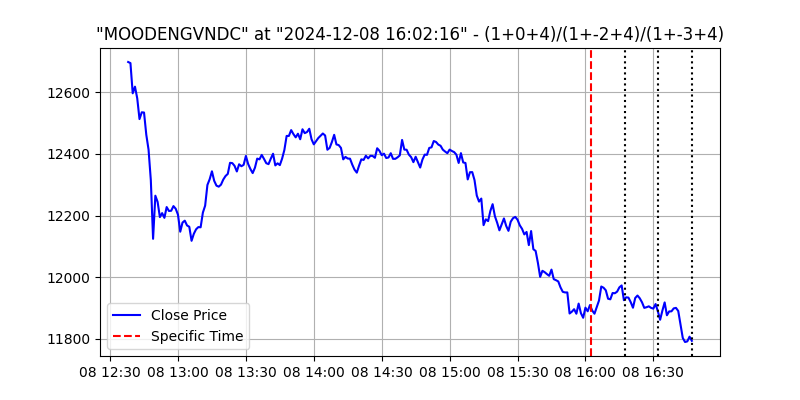 "MOODENGVNDC" at "2024-12-08 16:02:16" - (1+0+4)/(1+-2+4)/(1+-3+4)
12600
12400
12200
12000
11800
Close Price
Specific Time
08 12:30 08 13:00 08 13:30 08 14:00 08 14:30 08 15:00 08 15:30 08 16:00 08 16:30